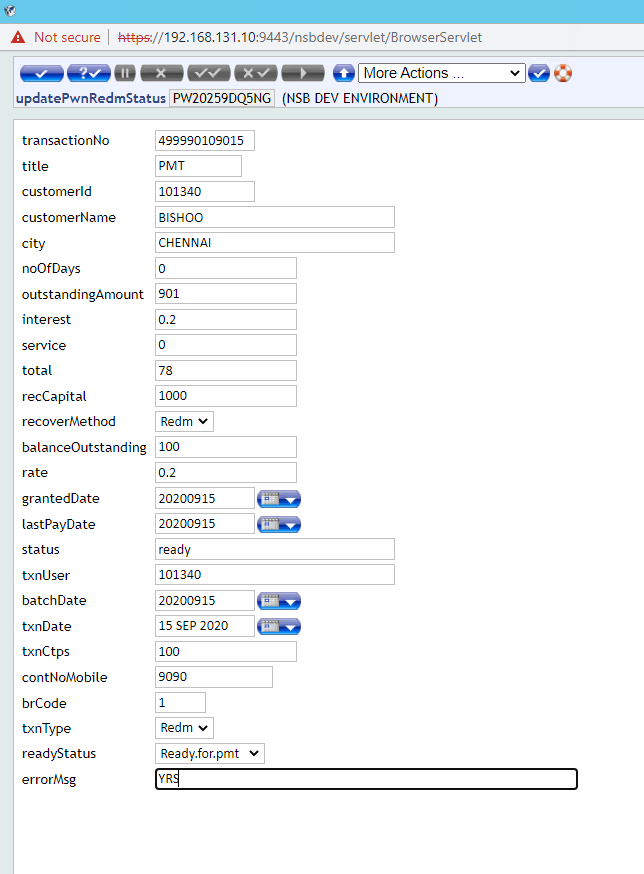 Not secure | https://192.168.131.10:9443/nsbdev/servlet/BrowserServlet
? More Actions ...
updatePwnRedmStatus PW20259DQ5NG (NSB DEV ENVIRONMENT)
transactionNo 499990109015
title PMT
customerId 101340
customerName BISHOO
city CHENNAI
noOfDays 0
outstandingAmount 901
interest 0.2
service 0
total 78
recCapital 1000
recoverMethod Redm
balanceOutstanding 100
rate 0.2
grantedDate 20200915
lastPayDate 20200915
status ready
txnUser 101340
batchDate 20200915
txnDate 15 SEP 2020
txnCtps 100
contNoMobile 9090
brCode 1
txnType Redm
readyStatus Ready.for.pmt
errorMsg YRS